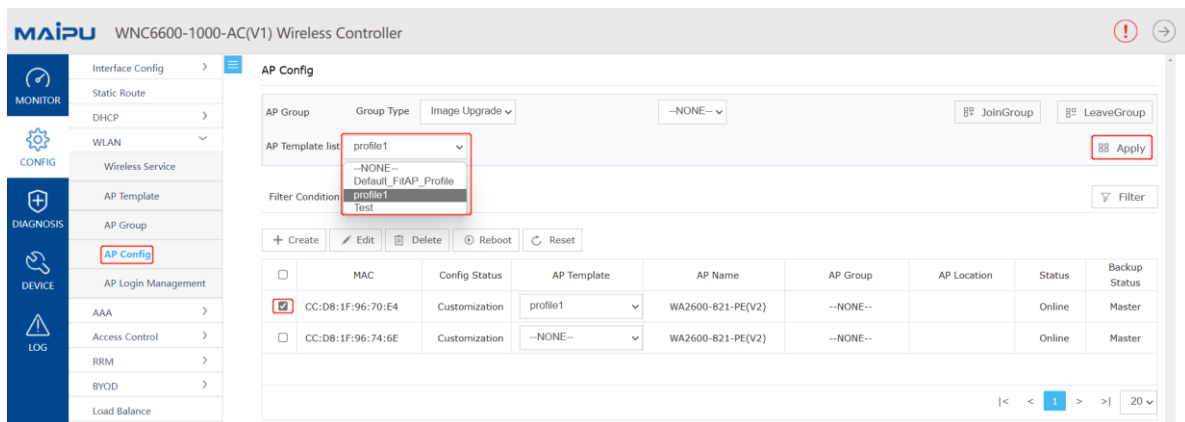 MAIPU WNC6600-1000-AC(V1) Wireless Controller
MONITOR
CONFIG
DIAGNOSIS
DEVICE
LOG
Interface Config
Static Route
DHCP
WLAN
Wireless Service
AP Template
AP Group
AP Config
AP Login Management
AAA
Access Control
RRM
BYOD
Load Balance
AP Config
AP Group Group Type Image Upgrade --NONE-- JoinGroup LeaveGroup
AP Template list profile1 Apply
--NONE--
Default_FitAP_Profile
profile1
Test
Filter Condition Filter
+ Create Edit Delete Reboot Reset
MAC Config Status AP Template AP Name AP Group AP Location Status Backup Status
CC:D8:1F:96:70:E4 Customization profile1 WA2600-821-PE(V2) --NONE-- Online Master
CC:D8:1F:96:74:6E Customization --NONE-- WA2600-821-PE(V2) --NONE-- Online Master
|< < 1 > >| 20